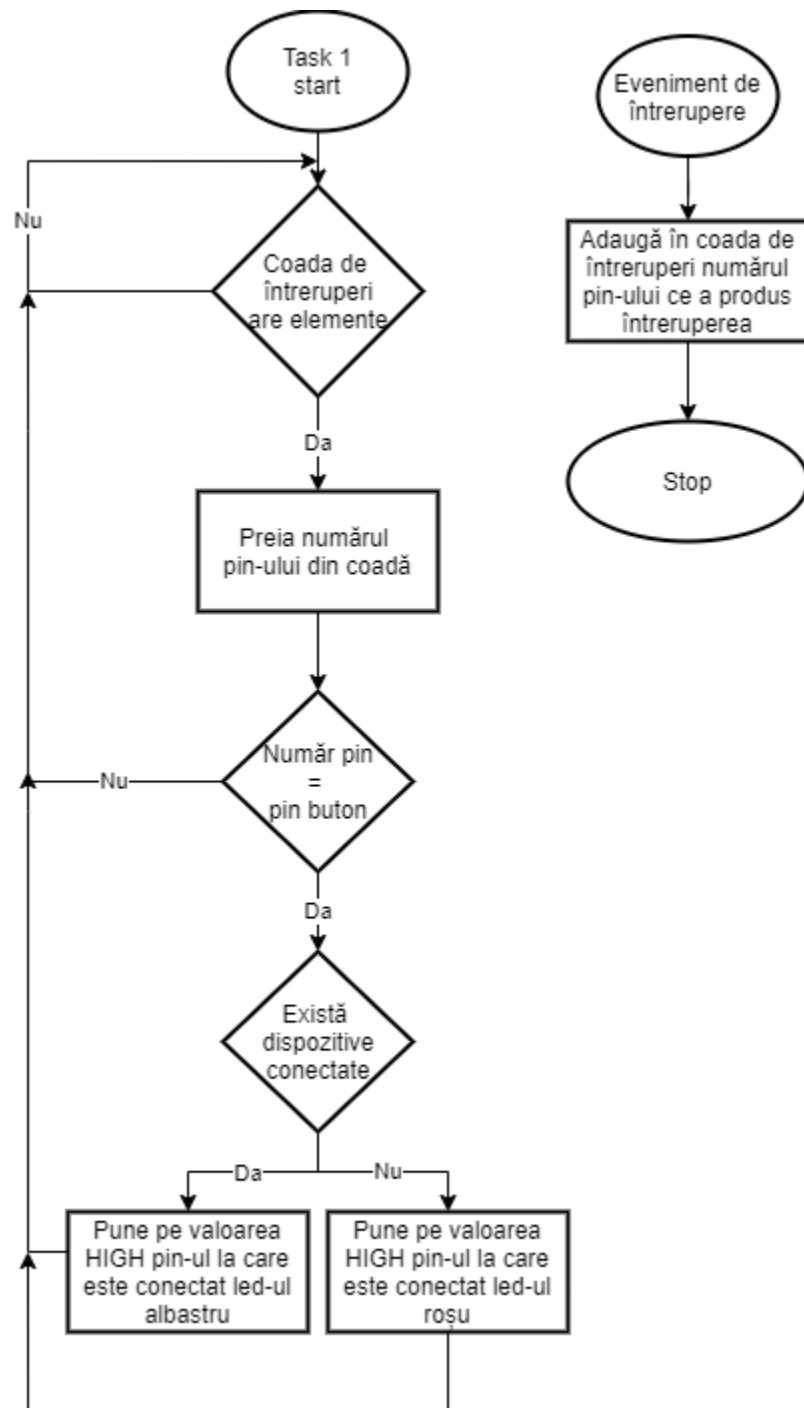 Task 1
start
Eveniment de
întrerupere
Nu
Coada de
întreruperi
are elemente
Adaugă în coada de
întreruperi numărul
pin-ului ce a produs
întreruperea
Da
Stop
Preia numărul
pin-ului din coadă
Număr pin
=
pin buton
Nu
Da
Există
dispozitive
conectate
Da
Nu
Pune pe valoarea
HIGH pin-ul la care
este conectat led-ul
albastru
Pune pe valoarea
HIGH pin-ul la care
este conectat led-ul
roșu